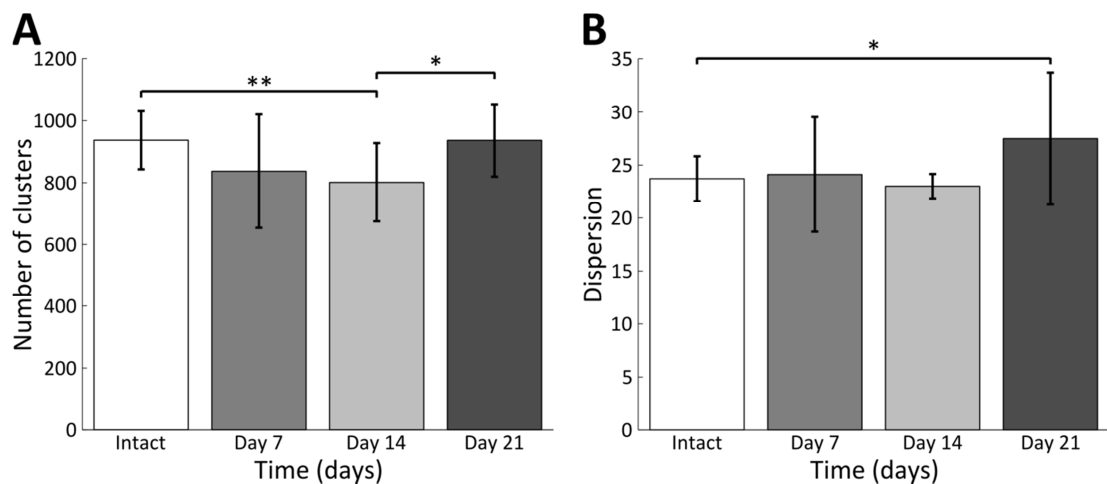 A
Number of clusters
1200
1000
800
600
400
200
0
**
*
Intact Day 7 Day 14 Day 21
Time (days)
B
Dispersion
35
30
25
20
15
10
5
0
*
Intact Day 7 Day 14 Day 21
Time (days)